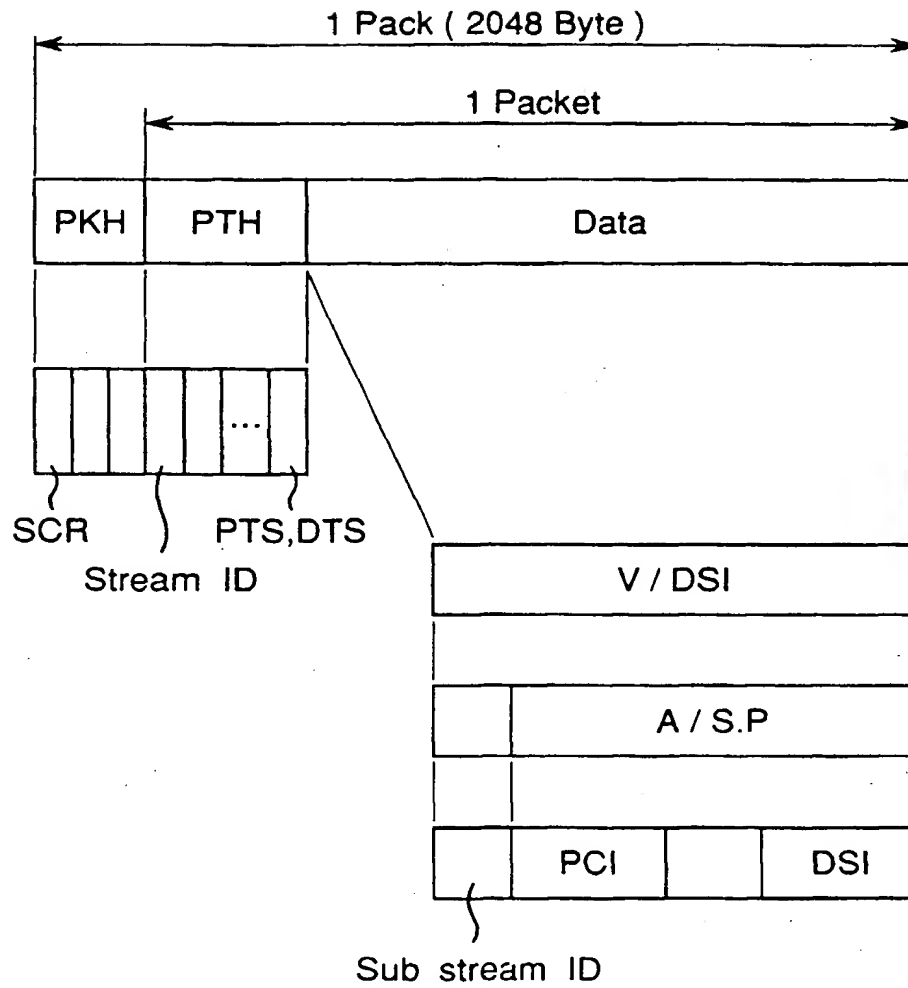 1 Pack ( 2048 Byte )
1 Packet
PKH PTH Data
...
SCR PTS,DTS
Stream ID
V / DSI
A / S.P
PCI DSI
Sub stream ID